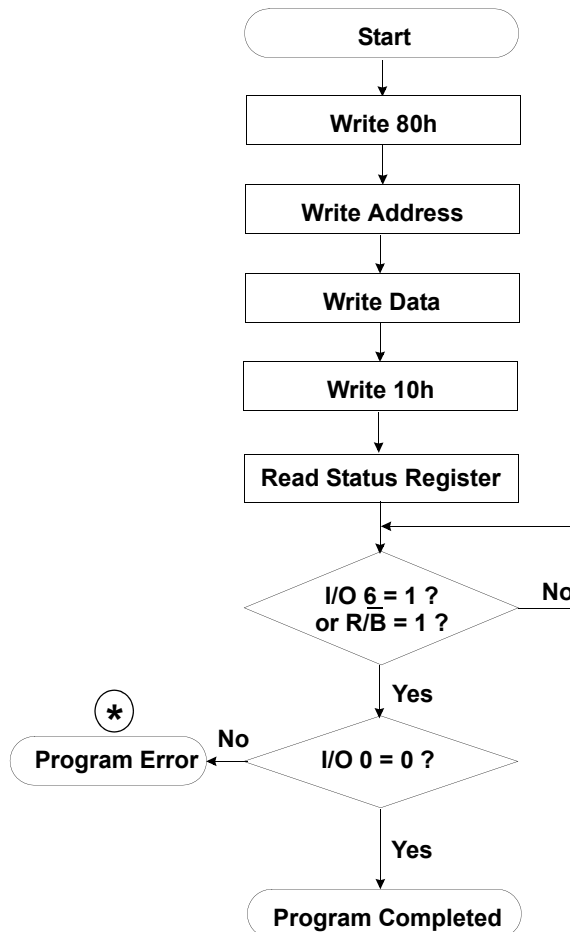 Start
Write 80h
Write Address
Write Data
Write 10h
Read Status Register
I/O 6 = 1 ?
or R/B̅ = 1 ?
No
Yes
*
No
Program Error
I/O 0 = 0 ?
Yes
Program Completed